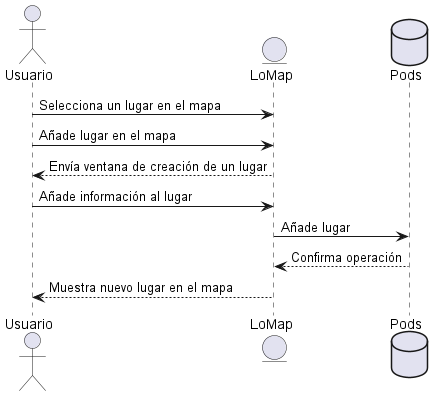 Usuario
LoMap
Pods
Selecciona un lugar en el mapa
Añade lugar en el mapa
Envía ventana de creación de un lugar
Añade información al lugar
Añade lugar
Confirma operación
Muestra nuevo lugar en el mapa
Usuario
LoMap
Pods